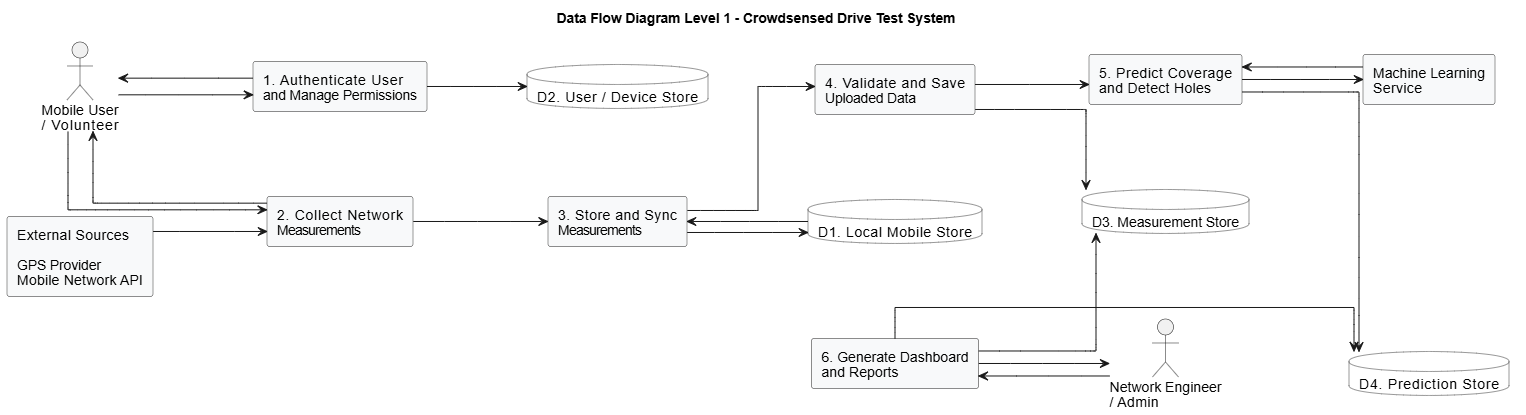 Data Flow Diagram Level 1 - Crowdsensed Drive Test System
Mobile User
/ Volunteer
1. Authenticate User
and Manage Permissions
D2. User / Device Store
4. Validate and Save
Uploaded Data
5. Predict Coverage
and Detect Holes
Machine Learning
Service
External Sources
GPS Provider
Mobile Network API
2. Collect Network
Measurements
3. Store and Sync
Measurements
D1. Local Mobile Store
D3. Measurement Store
6. Generate Dashboard
and Reports
Network Engineer
/ Admin
D4. Prediction Store